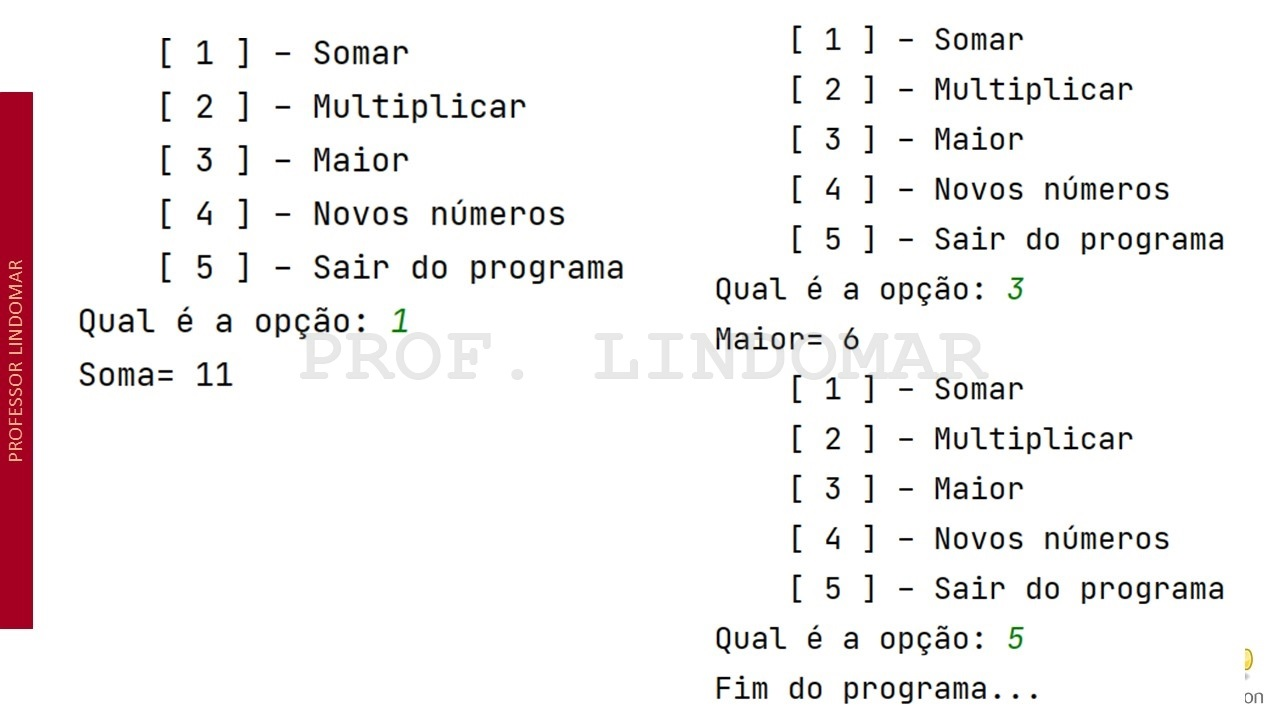 PROFESSOR LINDOMAR
[ 1 ] - Somar
[ 2 ] - Multiplicar
[ 3 ] - Maior
[ 4 ] - Novos números
[ 5 ] - Sair do programa
Qual é a opção: 1
Soma= 11
[ 1 ] - Somar
[ 2 ] - Multiplicar
[ 3 ] - Maior
[ 4 ] - Novos números
[ 5 ] - Sair do programa
Qual é a opção: 3
Maior= 6
[ 1 ] - Somar
[ 2 ] - Multiplicar
[ 3 ] - Maior
[ 4 ] - Novos números
[ 5 ] - Sair do programa
Qual é a opção: 5
Fim do programa...
PROF. LINDOMAR
on